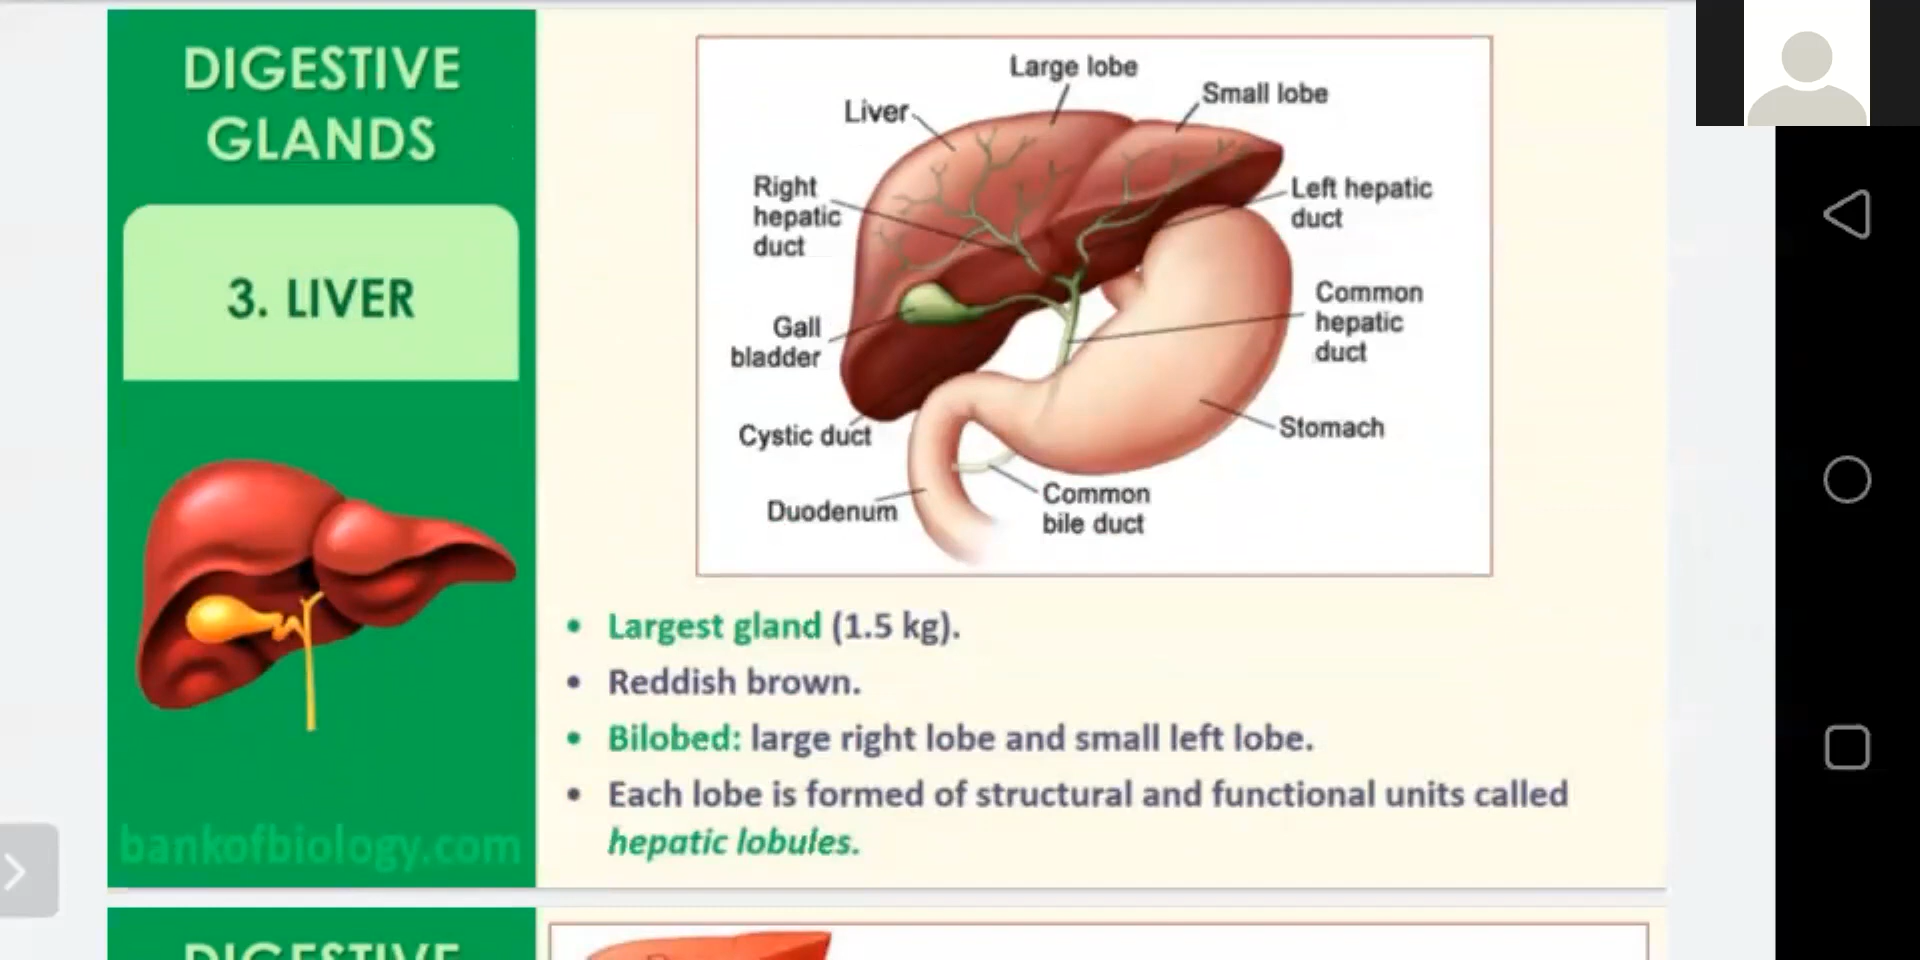 DIGESTIVE
GLANDS
3. LIVER
bankofbiology.com
Large lobe
Small lobe
Liver
Right
hepatic
duct
Left hepatic
duct
Common
hepatic
duct
Gall
bladder
Cystic duct
Stomach
Duodenum
Common
bile duct
• Largest gland (1.5 kg).
• Reddish brown.
• Bilobed: large right lobe and small left lobe.
• Each lobe is formed of structural and functional units called
hepatic lobules.
DIGESTIVE